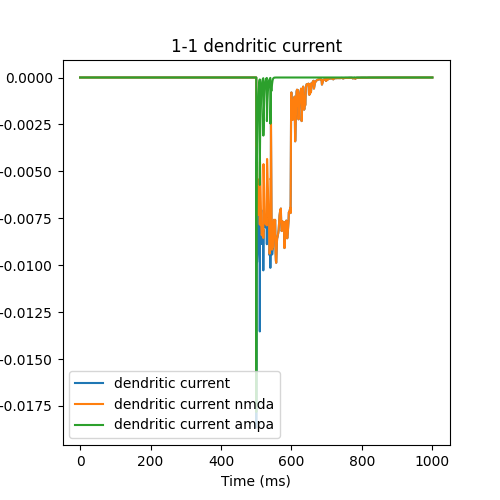 1-1 dendritic current
0.0000
-0.0025
-0.0050
-0.0075
-0.0100
-0.0125
-0.0150
-0.0175
dendritic current
dendritic current nmda
dendritic current ampa
0 200 400 600 800 1000
Time (ms)